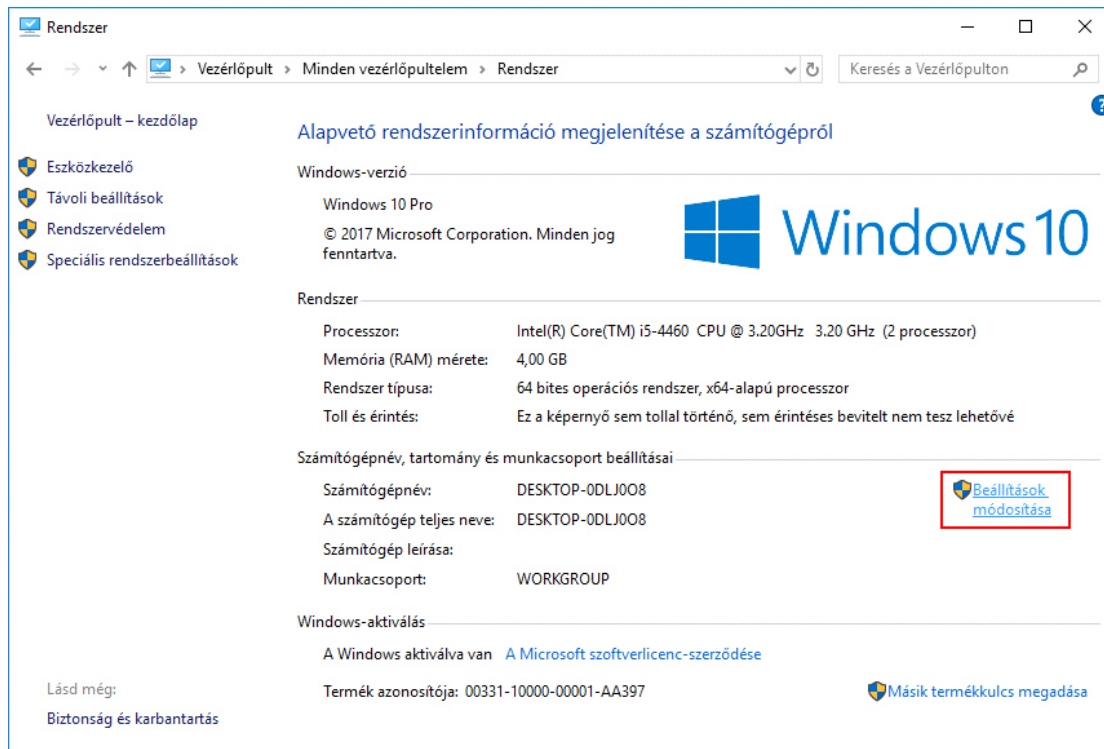 Rendszer
Vezérlőpult > Minden vezérlőpultelem > Rendszer
Keresés a Vezérlőpulton
Vezérlőpult – kezdőlap
Eszközkezelő
Távoli beállítások
Rendszervédelem
Speciális rendszerbeállítások
Alapvető rendszerinformáció megjelenítése a számítógépről
Windows-verzió
Windows 10 Pro
© 2017 Microsoft Corporation. Minden jog
fenntartva.
Windows 10
Rendszer
Processzor: Intel(R) Core(TM) i5-4460 CPU @ 3.20GHz 3.20 GHz (2 processzor)
Memória (RAM) mérete: 4,00 GB
Rendszer típusa: 64 bites operációs rendszer, x64-alapú processzor
Toll és érintés: Ez a képernyő sem tollal történő, sem érintéses bevitelt nem tesz lehetővé
Számítógépnév, tartomány és munkacsoport beállításai
Számítógépnév: DESKTOP-0DLJ0O8
Beállítások
módosítása
A számítógép teljes neve: DESKTOP-0DLJ0O8
Számítógép leírása:
Munkacsoport: WORKGROUP
Windows-aktiválás
A Windows aktiválva van A Microsoft szoftverlicenc-szerződése
Termék azonosítója: 00331-10000-00001-AA397
Másik termékkulcs megadása
Lásd még:
Biztonság és karbantartás